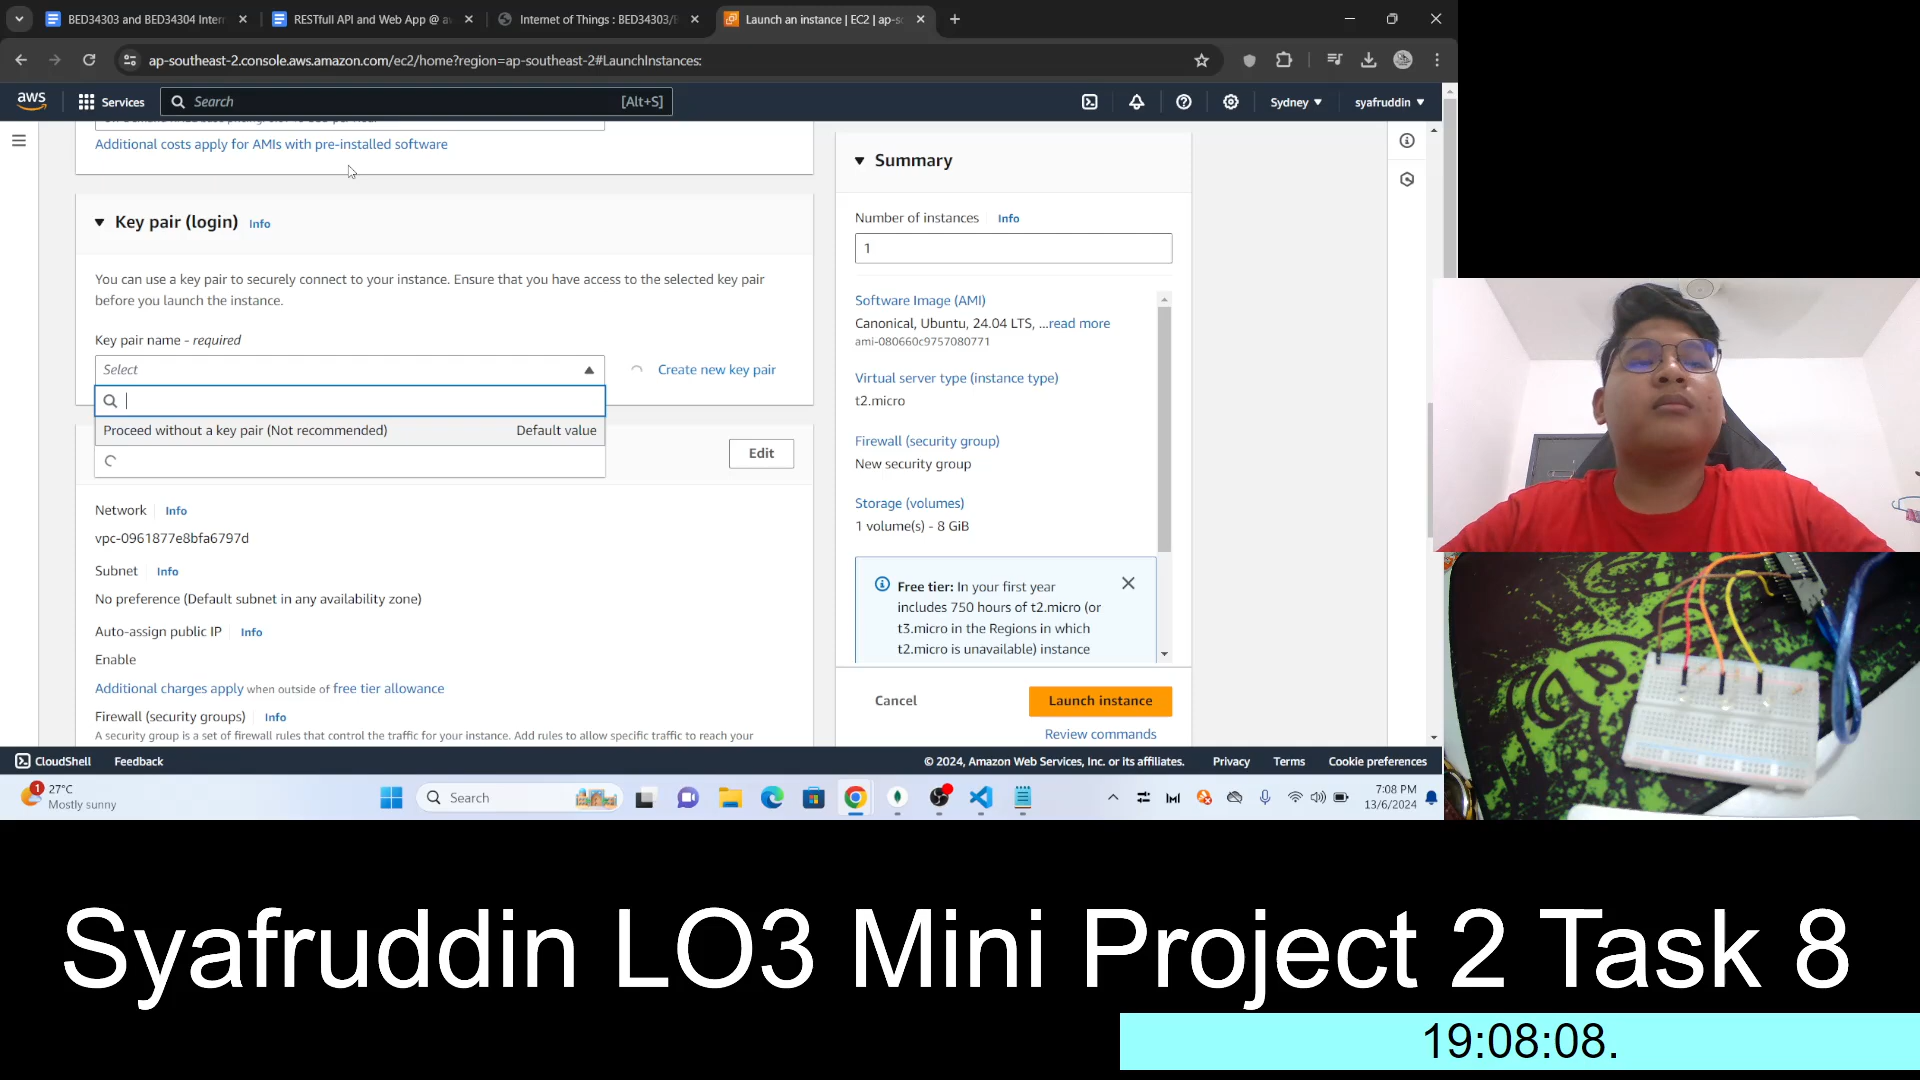 BED34303 and BED34304 Inter
RESTfull API and Web App @ a
Internet of Things : BED34303/
Launch an instance | EC2 | ap-s
ap-southeast-2.console.aws.amazon.com/ec2/home?region=ap-southeast-2#LaunchInstances:
aws
Services
Search
[Alt+S]
Sydney
syafruddin
Additional costs apply for AMIs with pre-installed software
Key pair (login)
Info
You can use a key pair to securely connect to your instance. Ensure that you have access to the selected key pair
before you launch the instance.
Key pair name - required
Select
Create new key pair
Proceed without a key pair (Not recommended)
Default value
Edit
Network
Info
vpc-0961877e8bfa6797d
Subnet
Info
No preference (Default subnet in any availability zone)
Auto-assign public IP
Info
Enable
Additional charges apply when outside of free tier allowance
Firewall (security groups)
Info
A security group is a set of firewall rules that control the traffic for your instance. Add rules to allow specific traffic to reach your
Summary
Number of instances
Info
1
Software Image (AMI)
Canonical, Ubuntu, 24.04 LTS, ...read more
ami-080660c9757080771
Virtual server type (instance type)
t2.micro
Firewall (security group)
New security group
Storage (volumes)
1 volume(s) - 8 GiB
Free tier: In your first year
includes 750 hours of t2.micro (or
t3.micro in the Regions in which
t2.micro is unavailable) instance
Cancel
Launch instance
Review commands
CloudShell
Feedback
© 2024, Amazon Web Services, Inc. or its affiliates.
Privacy
Terms
Cookie preferences
1
27°C
Mostly sunny
Search
7:08 PM
13/6/2024
Syafruddin LO3 Mini Project 2 Task 8
19:08:08.